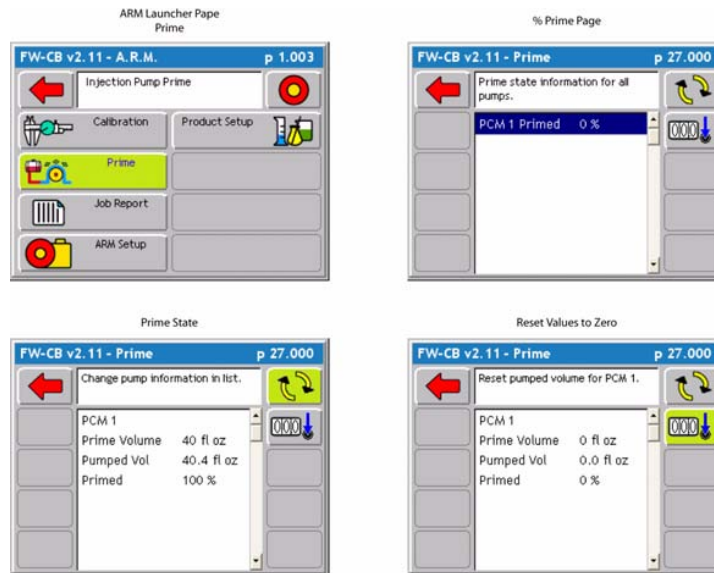 ARM Launcher Pape
Prime
FW-CB v2.11 - A.R.M. p 1.003
Injection Pump Prime
Calibration Product Setup
Prime
Job Report
ARM Setup
% Prime Page
FW-CB v2.11 - Prime p 27.000
Prime state information for all
pumps.
PCM 1 Primed 0 %
000
Prime State
FW-CB v2.11 - Prime p 27.000
Change pump information in list.
PCM 1
Prime Volume 40 fl oz
Pumped Vol 40.4 fl oz
Primed 100 %
000
Reset Values to Zero
FW-CB v2.11 - Prime p 27.000
Reset pumped volume for PCM 1.
PCM 1
Prime Volume 0 fl oz
Pumped Vol 0.0 fl oz
Primed 0 %
000